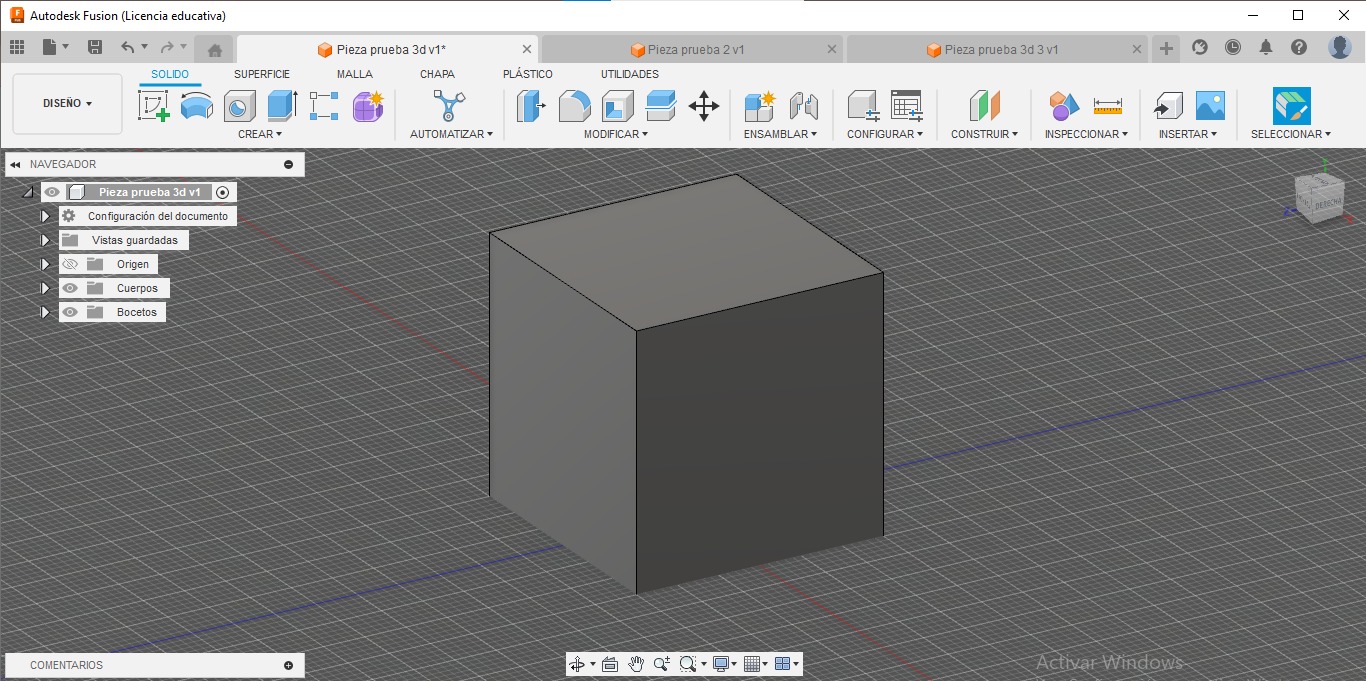 Autodesk Fusion (Licencia educativa)
Pieza prueba 3d v1*
Pieza prueba 2 v1
Pieza prueba 3d 3 v1
DISEÑO
SOLIDO SUPERFICIE MALLA CHAPA PLÁSTICO UTILIDADES
CREAR AUTOMATIZAR MODIFICAR ENSAMBLAR CONFIGURAR CONSTRUIR INSPECCIONAR INSERTAR SELECCIONAR
NAVEGADOR
Pieza prueba 3d v1
Configuración del documento
Vistas guardadas
Origen
Cuerpos
Bocetos
DERECHA
COMENTARIOS
Activar Windows